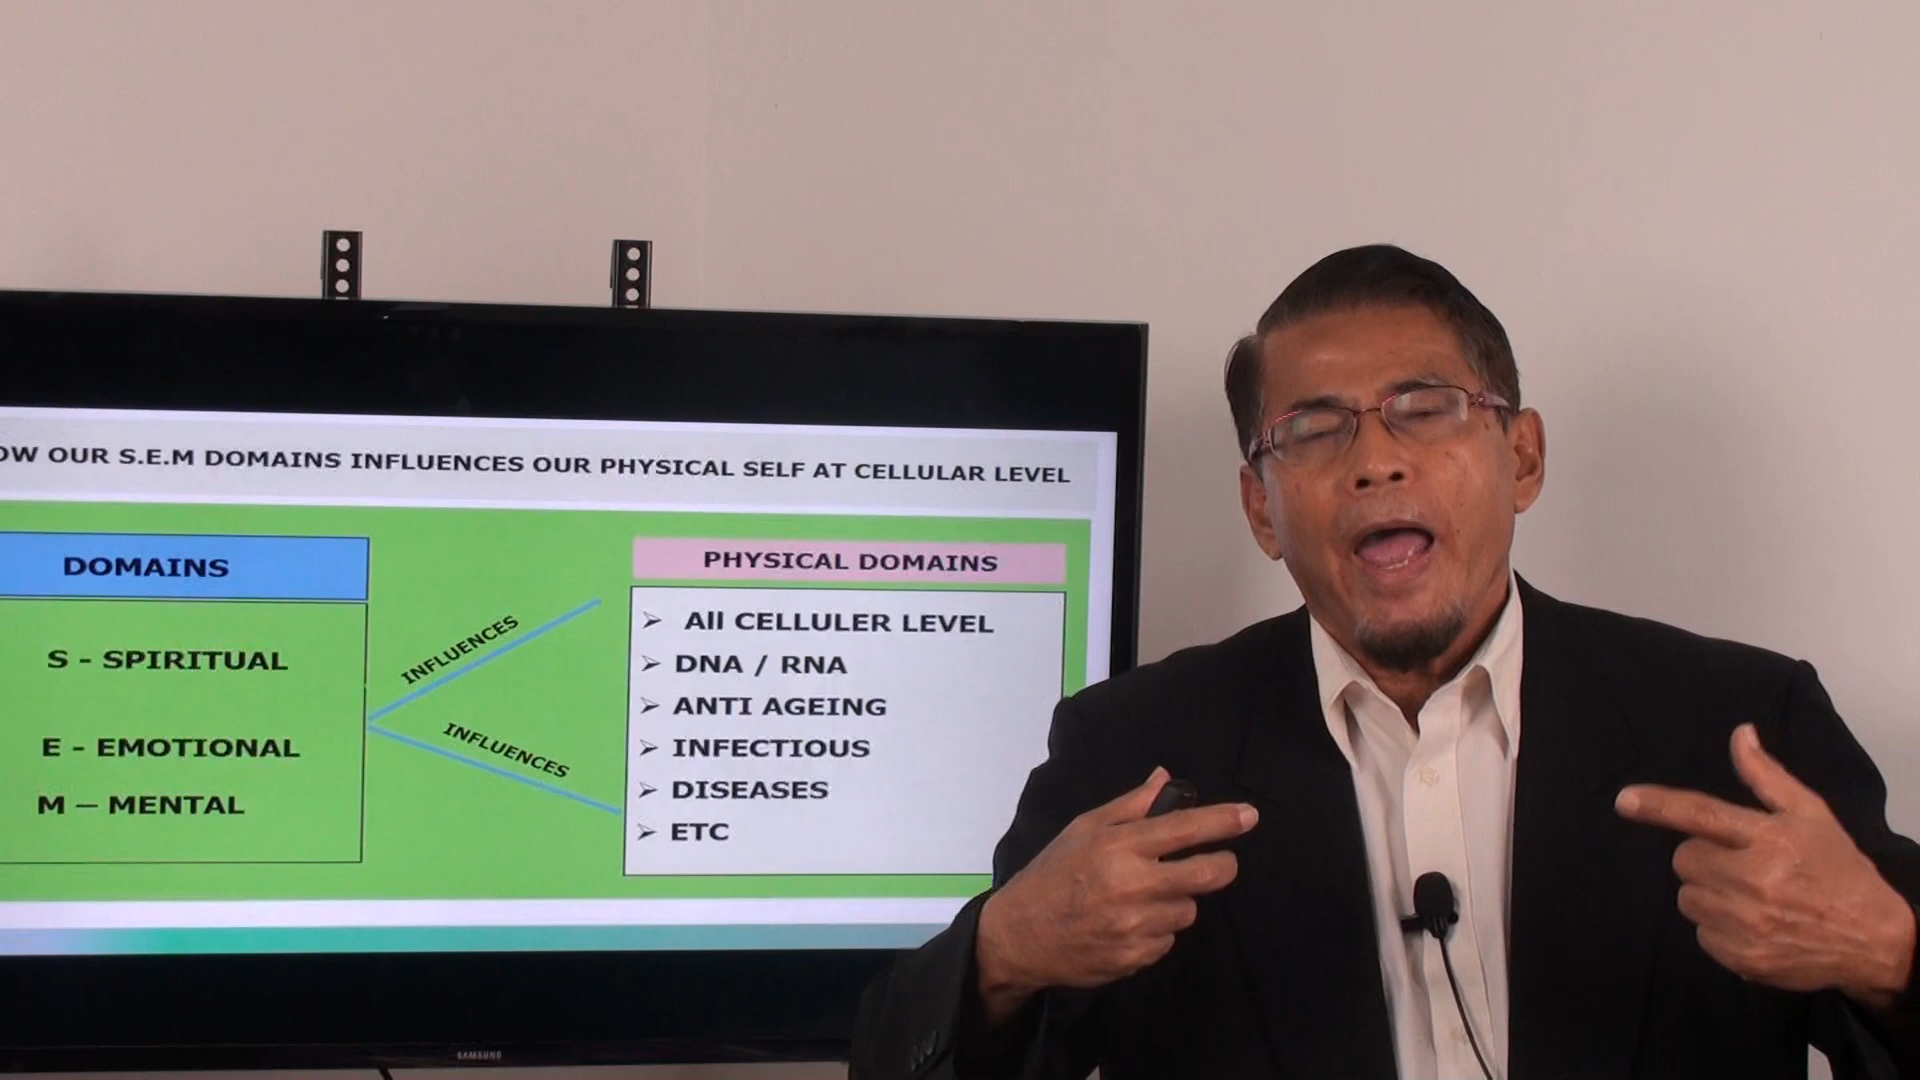 OW OUR S.E.M DOMAINS INFLUENCES OUR PHYSICAL SELF AT CELLULAR LEVEL
DOMAINS
S - SPIRITUAL
E - EMOTIONAL
M – MENTAL
INFLUENCES
INFLUENCES
PHYSICAL DOMAINS
➢ All CELLULER LEVEL
➢ DNA / RNA
➢ ANTI AGEING
➢ INFECTIOUS
➢ DISEASES
➢ ETC
SAMSUNG